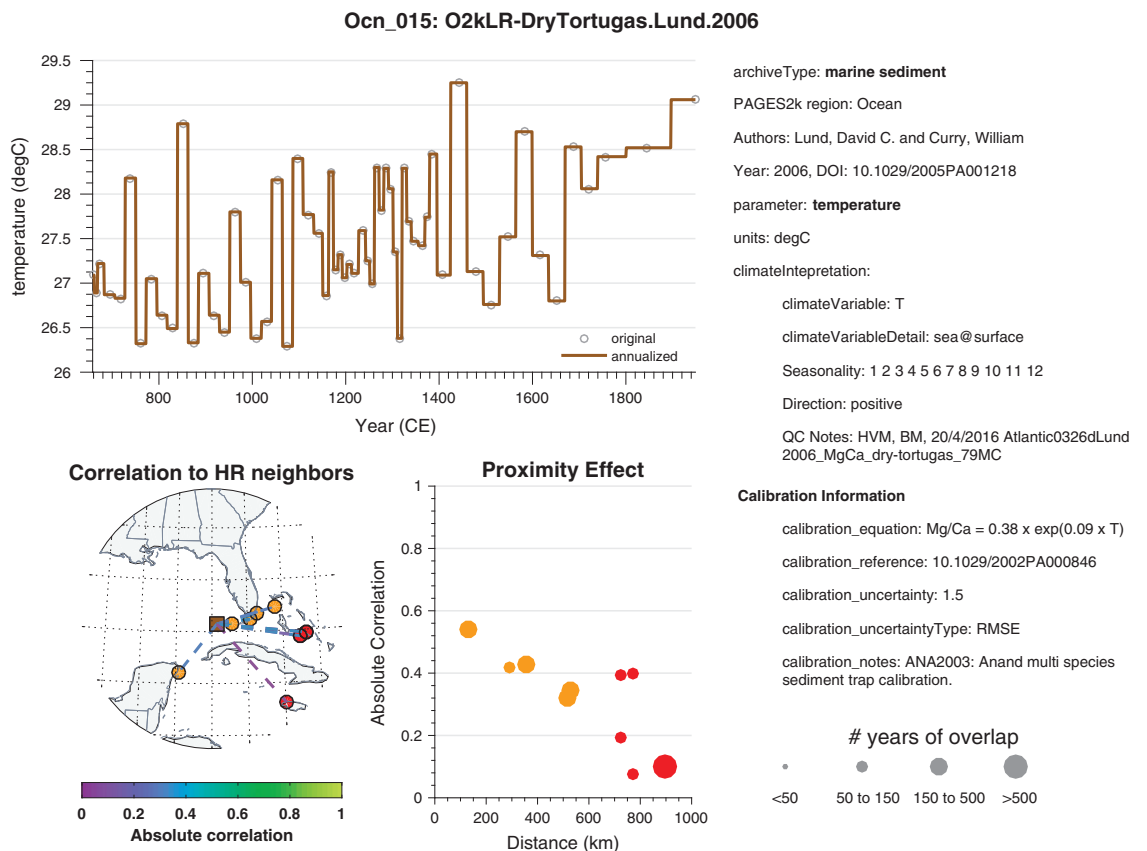 Ocn_015: O2kLR-DryTortugas.Lund.2006
29.5
29
28.5
28
27.5
27
26.5
26
temperature (degC)
original
annualized
800
1000
1200
1400
1600
1800
Year (CE)
archiveType: marine sediment
PAGES2k region: Ocean
Authors: Lund, David C. and Curry, William
Year: 2006, DOI: 10.1029/2005PA001218
parameter: temperature
units: degC
climateIntepretation:
climateVariable: T
climateVariableDetail: sea@surface
Seasonality: 1 2 3 4 5 6 7 8 9 10 11 12
Direction: positive
QC Notes: HVM, BM, 20/4/2016 Atlantic0326dLund
2006_MgCa_dry-tortugas_79MC
Calibration Information
calibration_equation: Mg/Ca = 0.38 x exp(0.09 x T)
calibration_reference: 10.1029/2002PA000846
calibration_uncertainty: 1.5
calibration_uncertaintyType: RMSE
calibration_notes: ANA2003: Anand multi species
sediment trap calibration.
Correlation to HR neighbors
0
0.2
0.4
0.6
0.8
1
Absolute correlation
Proximity Effect
1
0.8
0.6
0.4
0.2
0
Absolute Correlation
0
200
400
600
800
1000
Distance (km)
# years of overlap
<50
50 to 150
150 to 500
>500